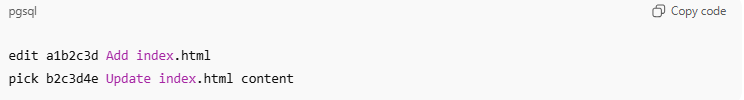 pgsql
Copy code
edit a1b2c3d Add index.html
pick b2c3d4e Update index.html content